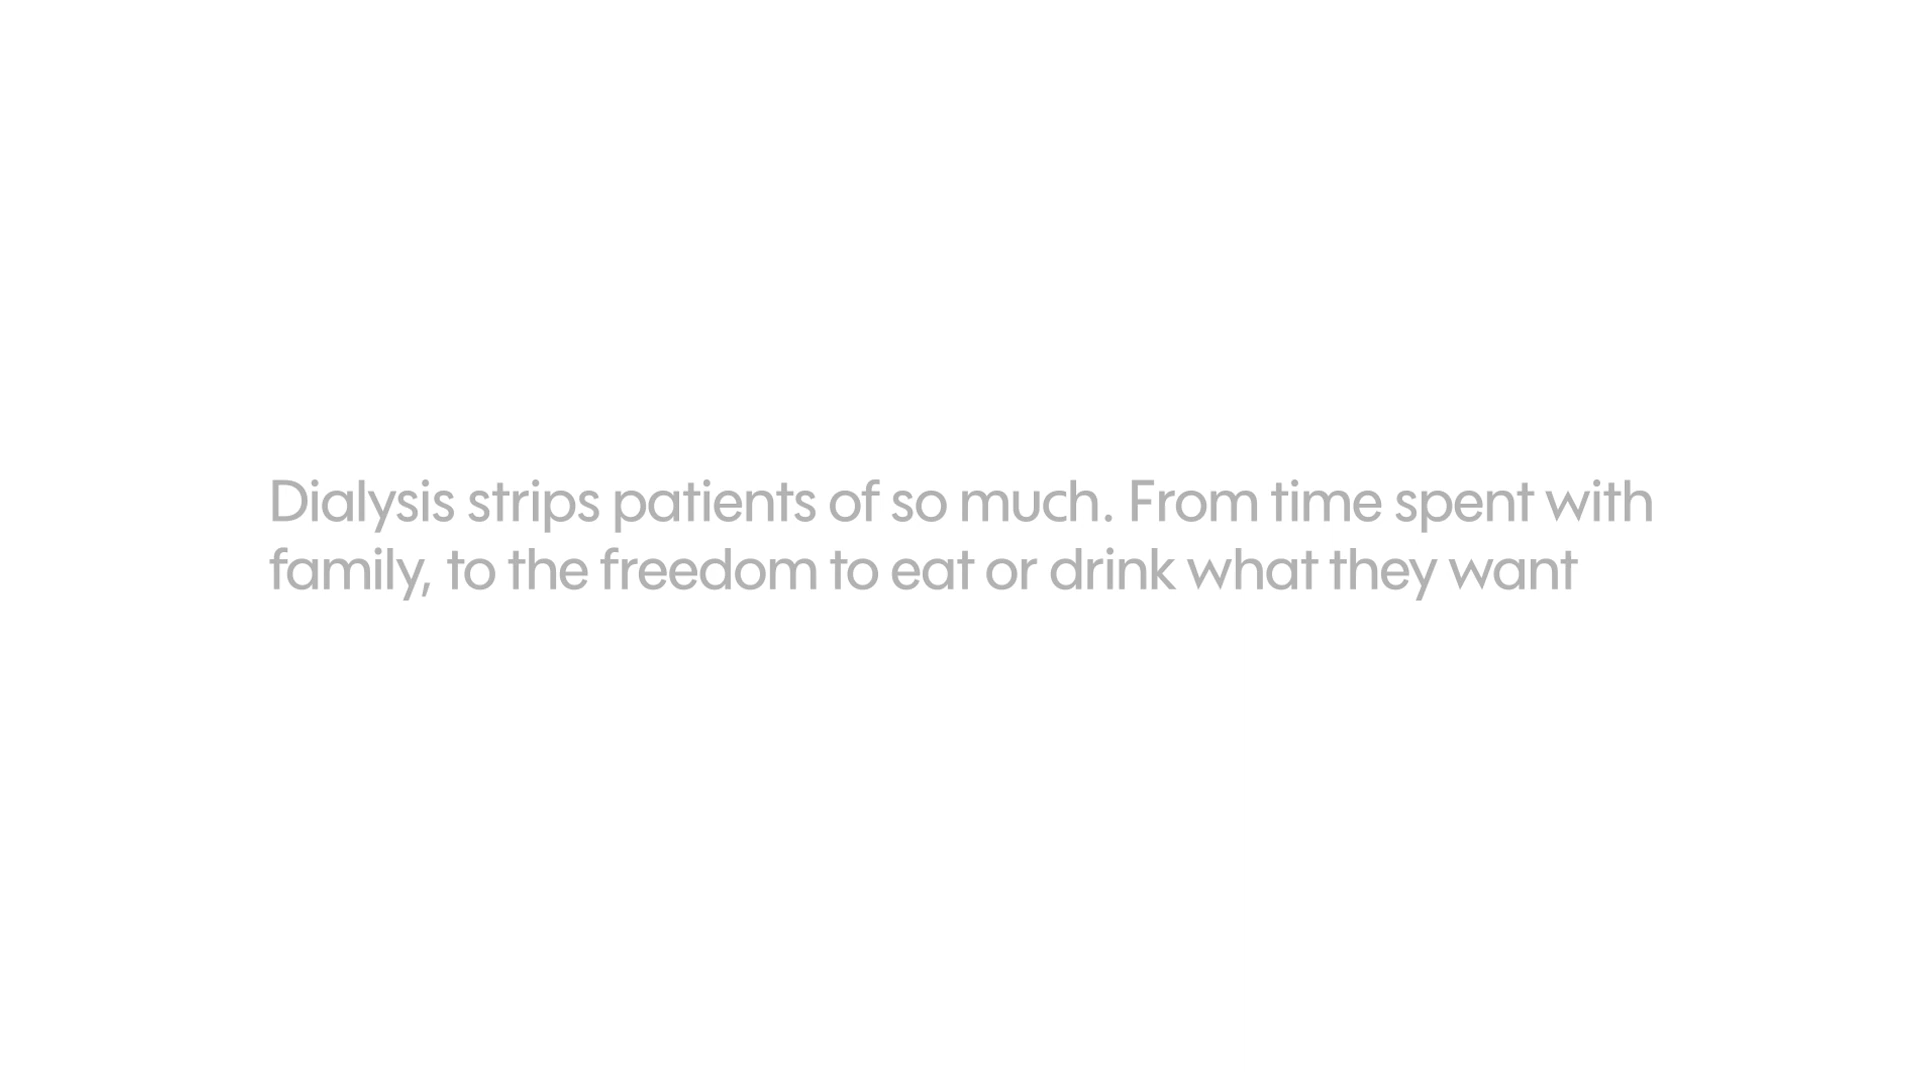 Dialysis strips patients of so much. From time spent with
family, to the freedom to eat or drink what they want